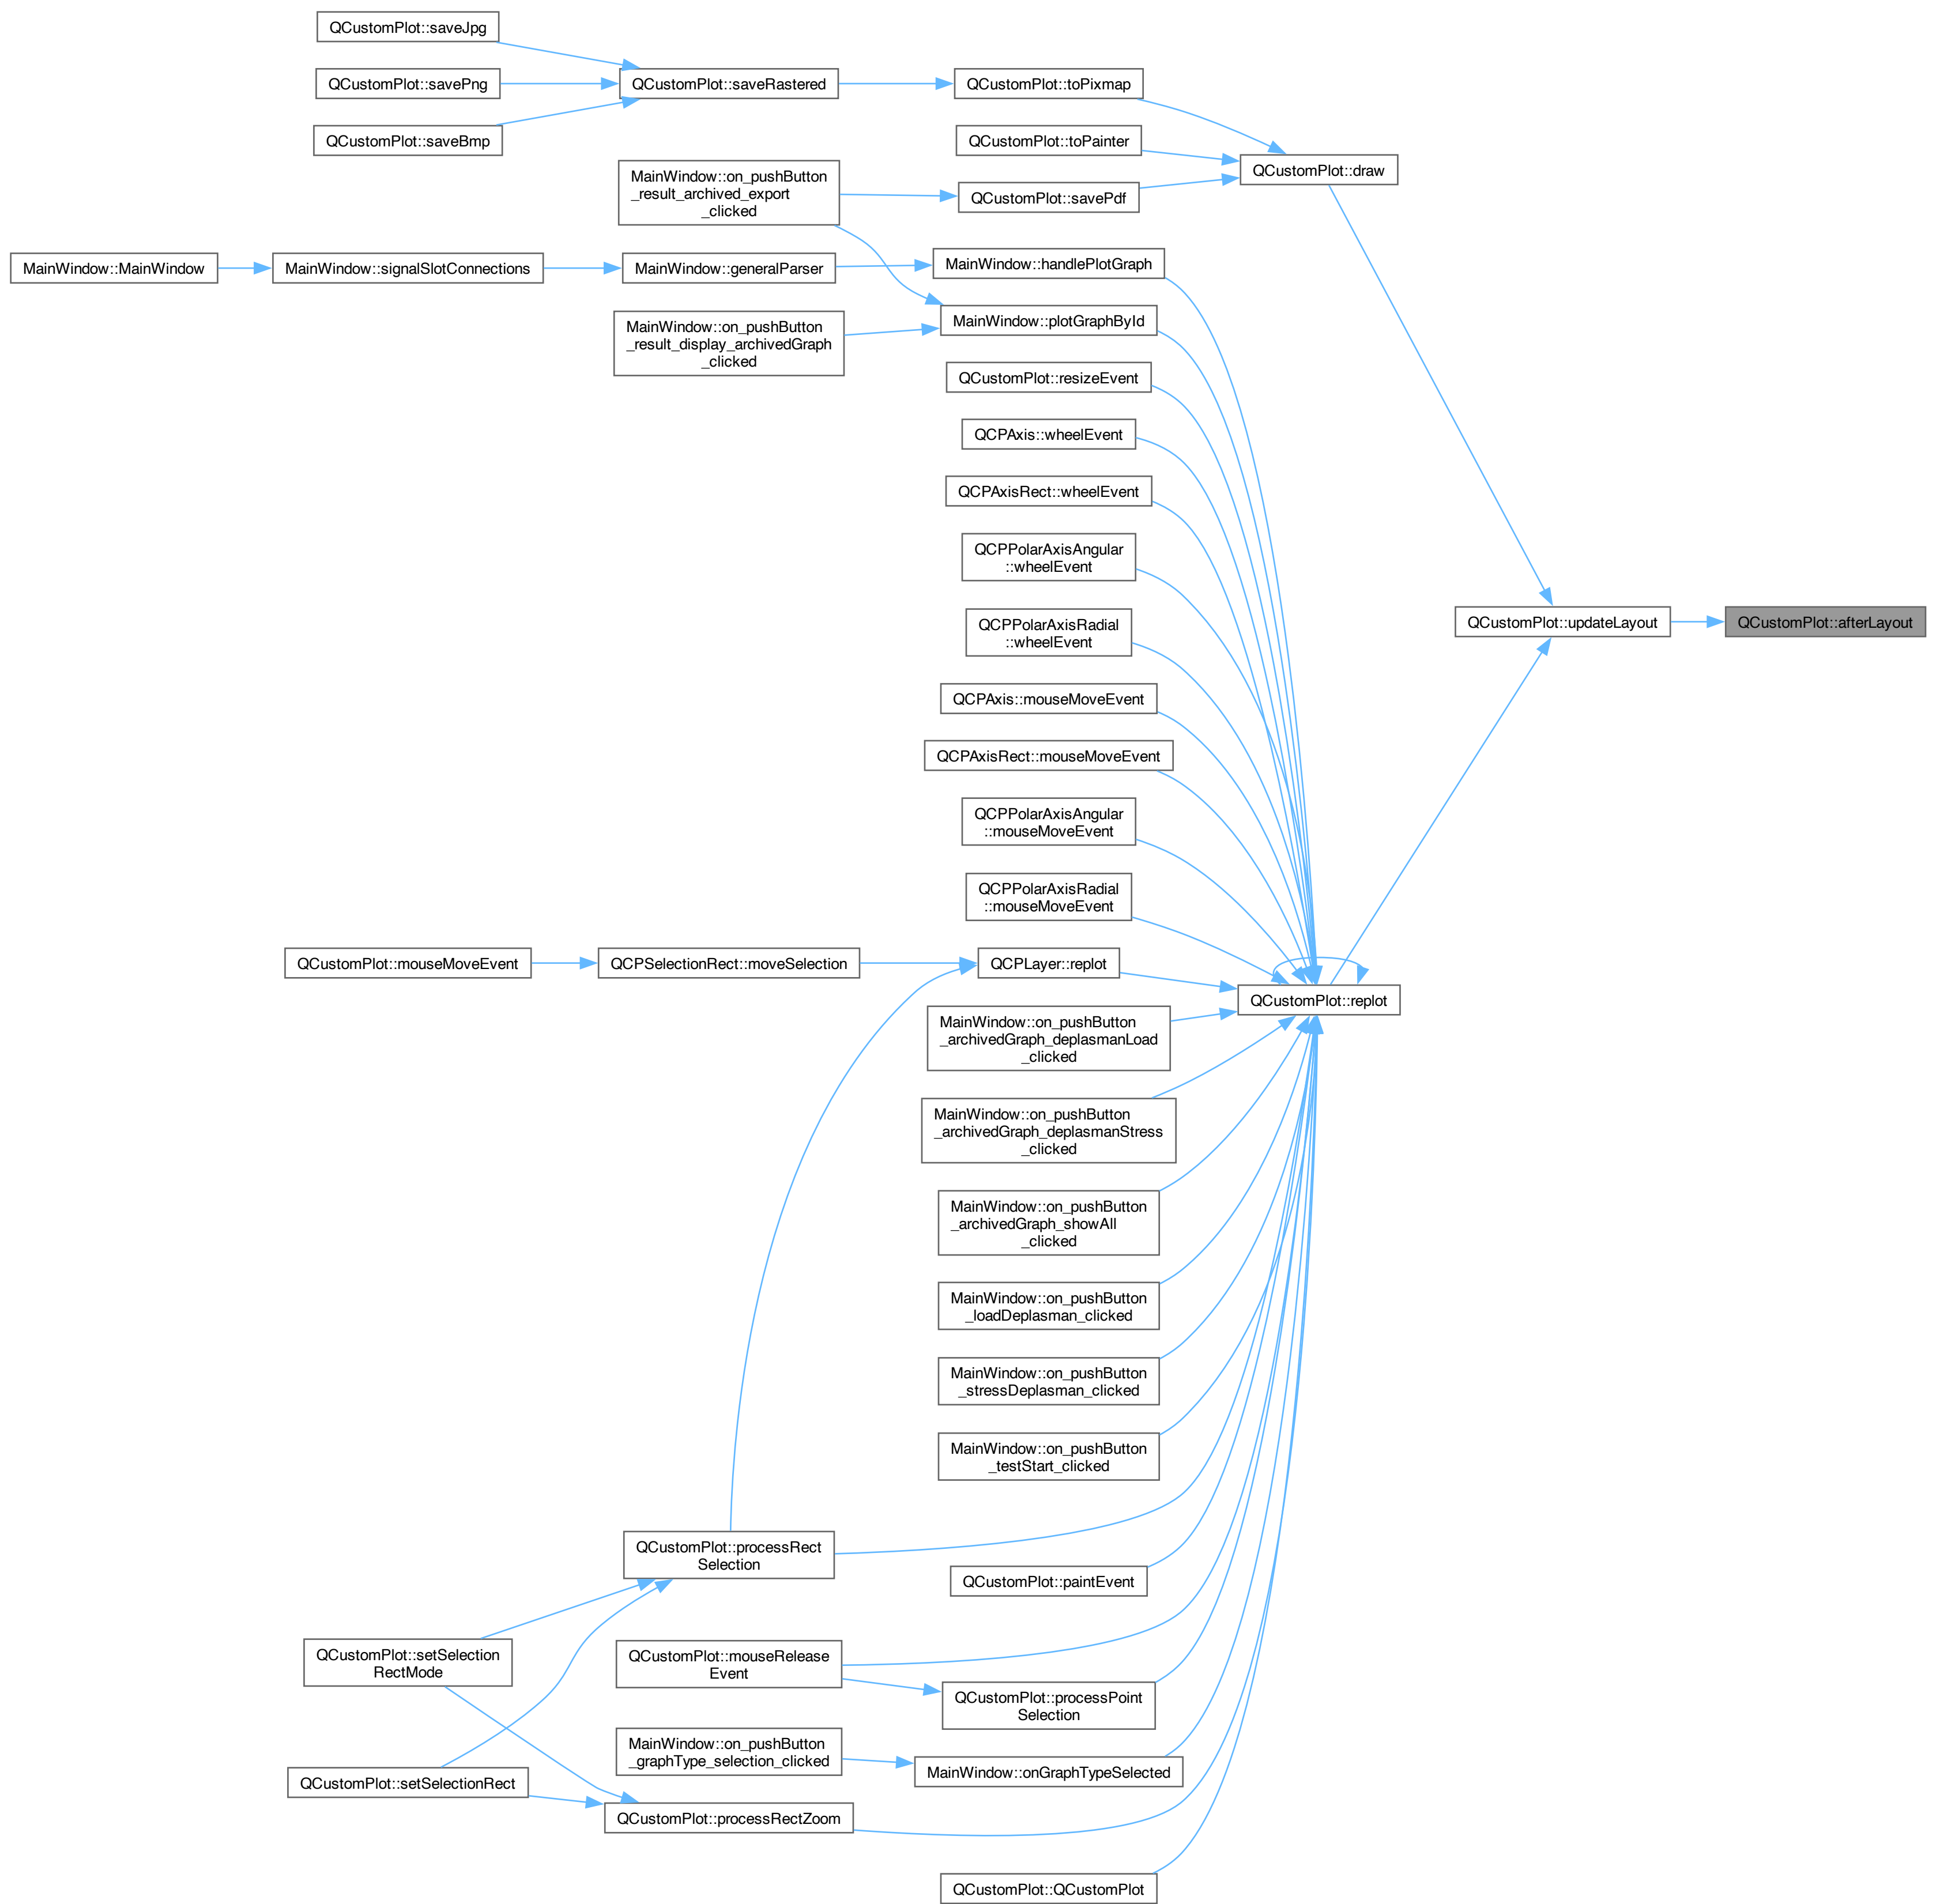 QCustomPlot::saveJpg
QCustomPlot::savePng
QCustomPlot::saveRastered
QCustomPlot::toPixmap
QCustomPlot::saveBmp
QCustomPlot::toPainter
QCustomPlot::draw
MainWindow::on_pushButton
_result_archived_export
_clicked
QCustomPlot::savePdf
MainWindow::MainWindow
MainWindow::signalSlotConnections
MainWindow::generalParser
MainWindow::handlePlotGraph
MainWindow::plotGraphById
MainWindow::on_pushButton
_result_display_archivedGraph
_clicked
QCustomPlot::resizeEvent
QCPAxis::wheelEvent
QCPAxisRect::wheelEvent
QCPPolarAxisAngular
::wheelEvent
QCPPolarAxisRadial
::wheelEvent
QCustomPlot::updateLayout
QCustomPlot::afterLayout
QCPAxis::mouseMoveEvent
QCPAxisRect::mouseMoveEvent
QCPPolarAxisAngular
::mouseMoveEvent
QCPPolarAxisRadial
::mouseMoveEvent
QCustomPlot::mouseMoveEvent
QCPSelectionRect::moveSelection
QCPLayer::replot
QCustomPlot::replot
MainWindow::on_pushButton
_archivedGraph_deplasmanLoad
_clicked
MainWindow::on_pushButton
_archivedGraph_deplasmanStress
_clicked
MainWindow::on_pushButton
_archivedGraph_showAll
_clicked
MainWindow::on_pushButton
_loadDeplasman_clicked
MainWindow::on_pushButton
_stressDeplasman_clicked
MainWindow::on_pushButton
_testStart_clicked
QCustomPlot::processRect
Selection
QCustomPlot::paintEvent
QCustomPlot::setSelection
RectMode
QCustomPlot::mouseRelease
Event
QCustomPlot::processPoint
Selection
MainWindow::on_pushButton
_graphType_selection_clicked
MainWindow::onGraphTypeSelected
QCustomPlot::setSelectionRect
QCustomPlot::processRectZoom
QCustomPlot::QCustomPlot